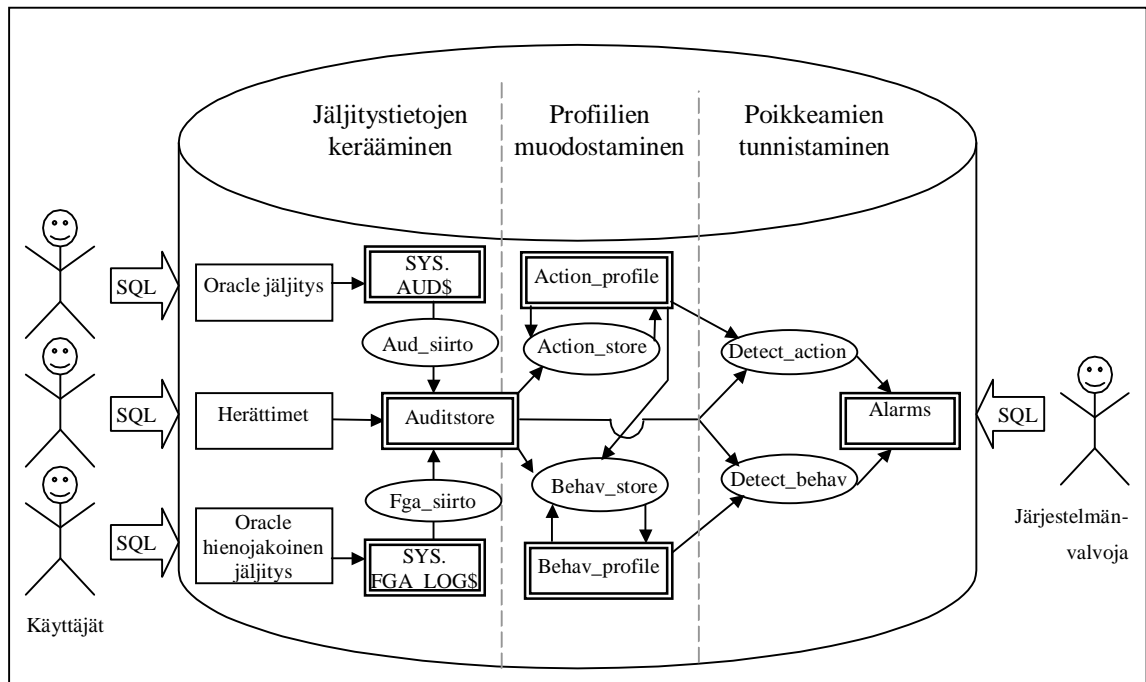 Jäljitystietojen
kerääminen
Profiilien
muodostaminen
Poikkeamien
tunnistaminen
SQL
Oracle jäljitys
SYS.
AUD$
Action_profile
Aud_siirto
Action_store
Detect_action
SQL
Herättimet
Auditstore
Alarms
SQL
Fga_siirto
Behav_store
Detect_behav
SQL
Oracle
hienojakoinen
jäljitys
SYS.
FGA_LOG$
Behav_profile
Järjestelmän-
valvoja
Käyttäjät